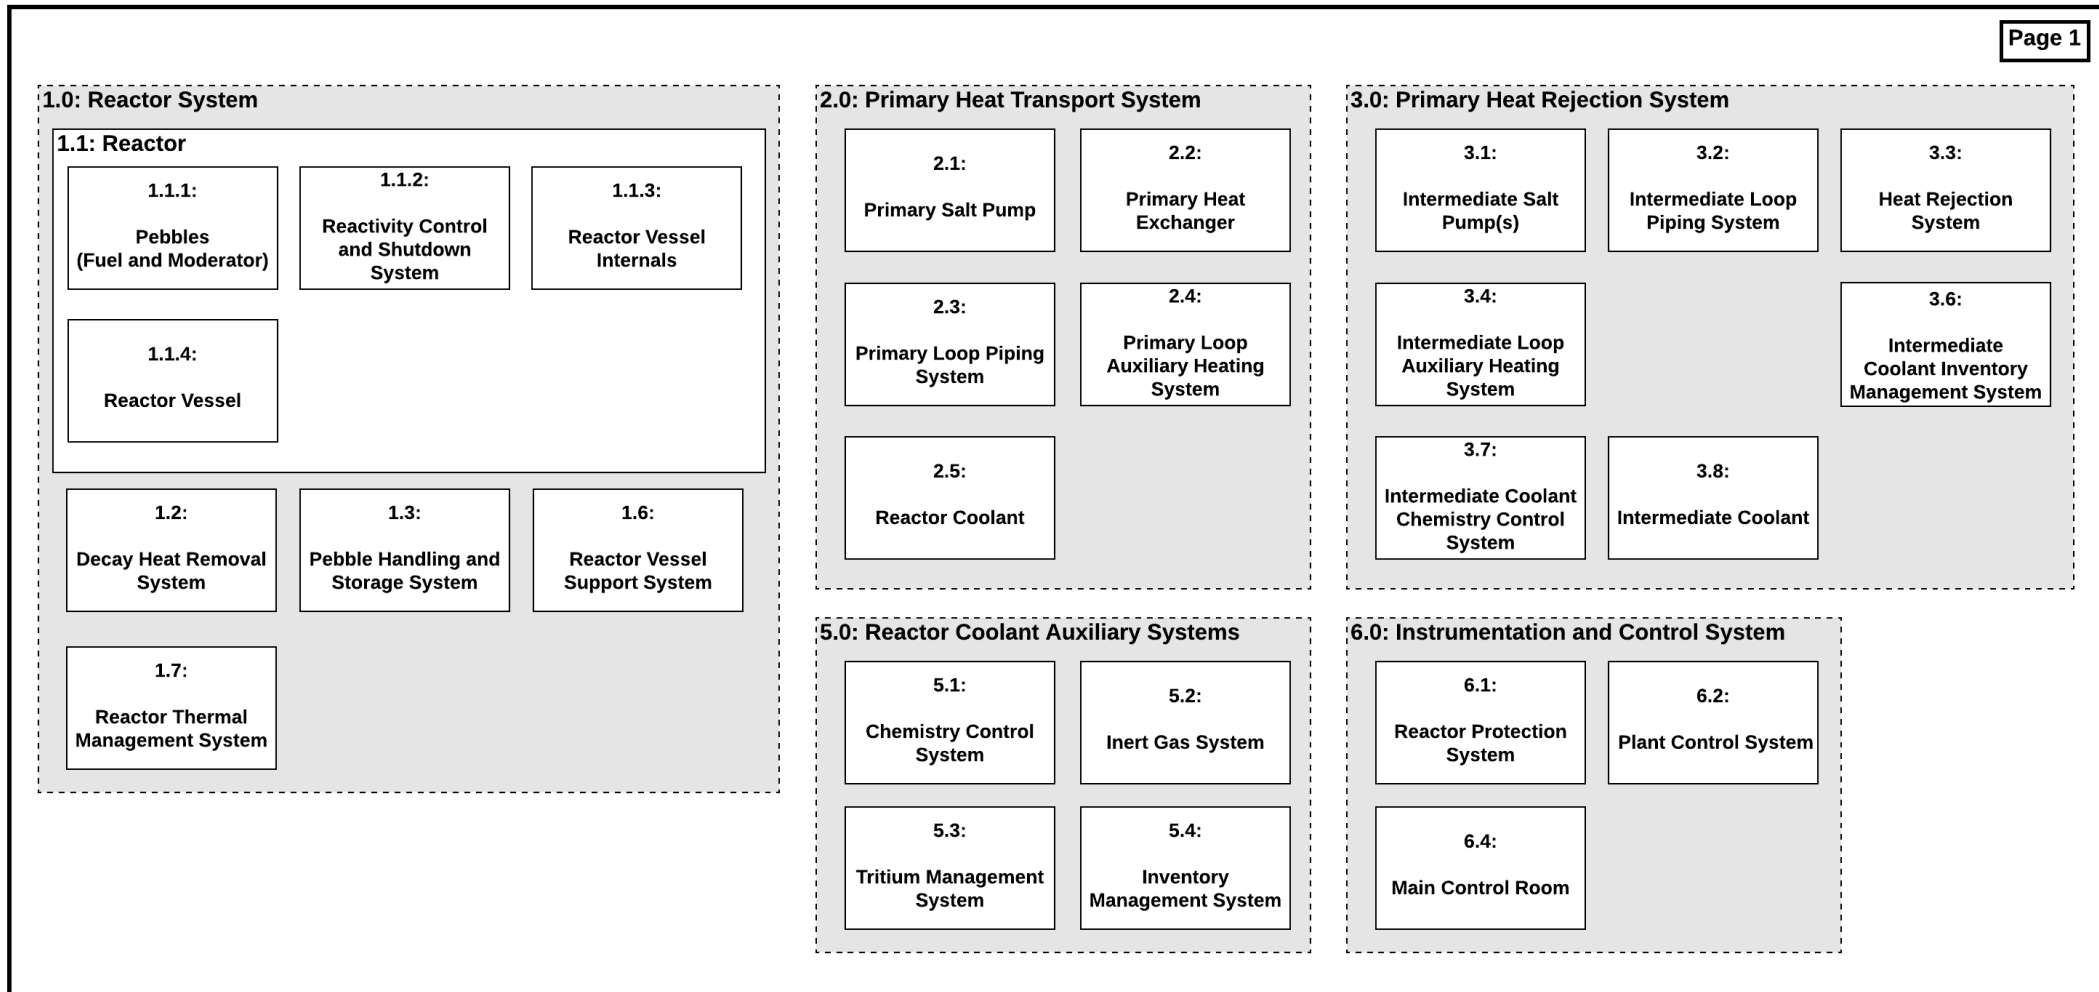 Page 1
1.0: Reactor System
1.1: Reactor
1.1.1:
Pebbles
(Fuel and Moderator)
1.1.2:
Reactivity Control
and Shutdown
System
1.1.3:
Reactor Vessel
Internals
1.1.4:
Reactor Vessel
1.2:
Decay Heat Removal
System
1.3:
Pebble Handling and
Storage System
1.6:
Reactor Vessel
Support System
1.7:
Reactor Thermal
Management System
2.0: Primary Heat Transport System
2.1:
Primary Salt Pump
2.2:
Primary Heat
Exchanger
2.3:
Primary Loop Piping
System
2.4:
Primary Loop
Auxiliary Heating
System
2.5:
Reactor Coolant
3.0: Primary Heat Rejection System
3.1:
Intermediate Salt
Pump(s)
3.2:
Intermediate Loop
Piping System
3.3:
Heat Rejection
System
3.4:
Intermediate Loop
Auxiliary Heating
System
3.6:
Intermediate
Coolant Inventory
Management System
3.7:
Intermediate Coolant
Chemistry Control
System
3.8:
Intermediate Coolant
5.0: Reactor Coolant Auxiliary Systems
5.1:
Chemistry Control
System
5.2:
Inert Gas System
5.3:
Tritium Management
System
5.4:
Inventory
Management System
6.0: Instrumentation and Control System
6.1:
Reactor Protection
System
6.2:
Plant Control System
6.4:
Main Control Room